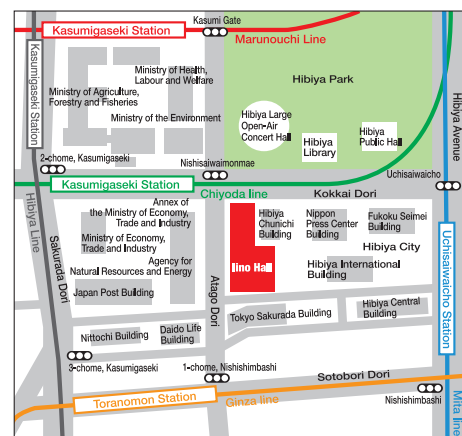 Kasumi Gate
Kasumigaseki Station
Marunouchi Line
Kasumigaseki Station
Ministry of Health,
Labour and Welfare
Ministry of Agriculture,
Forestry and Fisheries
Hibiya Park
Ministry of the Environment
Hibiya Large
Open-Air
Concert Hall
Hibiya
Library
Hibiya
Public Hall
Hibiya Avenue
2-chome, Kasumigaseki
Nishisaiwaimonmae
Uchisaiwaicho
Kasumigaseki Station
Chiyoda line
Kokkai Dori
Hibiya Line
Sakurada Dori
Annex of
the Ministry of Economy,
Trade and Industry
Ministry of Economy,
Trade and Industry
Agency for
Natural Resources and Energy
Japan Post Building
Atago Dori
Iino Hall
Hibiya
Chunichi
Building
Nippon
Press Center
Building
Fukoku Seimei
Building
Hibiya City
Hibiya International
Building
Uchisaiwaicho Station
Nittochi Building
Daido Life
Building
Tokyo Sakurada Building
Hibiya Central
Building
3-chome, Kasumigaseki
1-chome, Nishishimbashi
Sotobori Dori
Nishishimbashi
Toranomon Station
Ginza line
Mita line